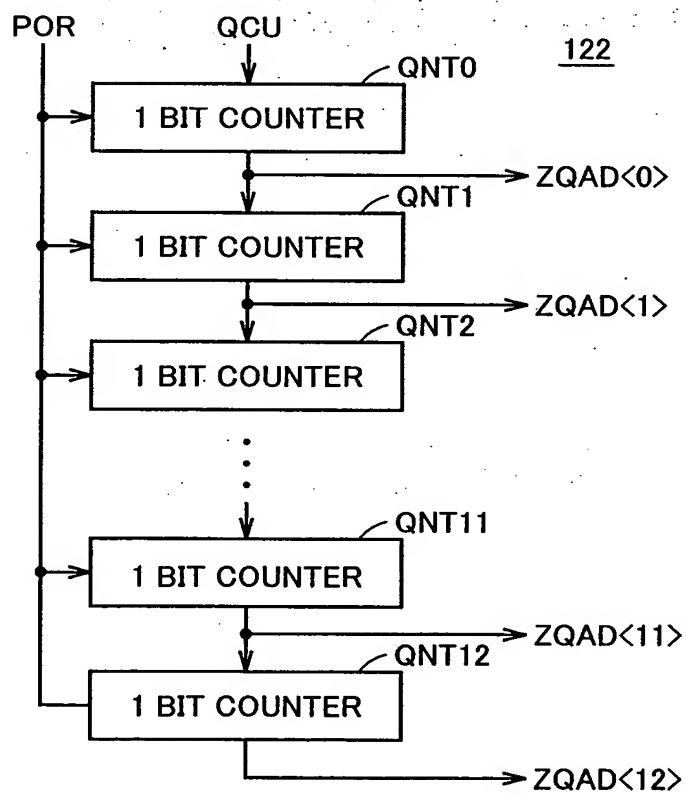 POR QCU 122
QNT0
1 BIT COUNTER
ZQAD<0>
QNT1
1 BIT COUNTER
ZQAD<1>
QNT2
1 BIT COUNTER
QNT11
1 BIT COUNTER
ZQAD<11>
QNT12
1 BIT COUNTER
ZQAD<12>